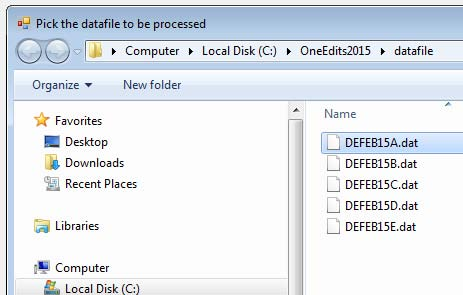 Pick the datafile to be processed
Computer Local Disk (C:) OneEdits2015 datafile
Organize New folder
Favorites
Desktop
Downloads
Recent Places
Libraries
Computer
Local Disk (C:)
Name
DEFEB15A.dat
DEFEB15B.dat
DEFEB15C.dat
DEFEB15D.dat
DEFEB15E.dat